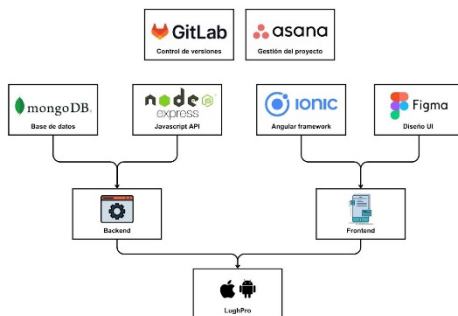 GitLab
Control de versiones
asana
Gestión del proyecto
mongoDB.
Base de datos
node JS
express
Javascript API
IONIC
Angular framework
Figma
Diseño UI
Backend
Frontend
LughPro